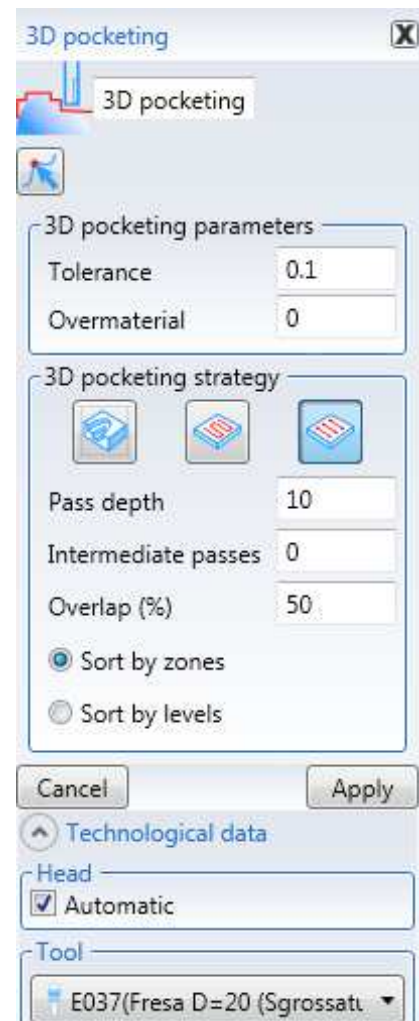 3D pocketing
3D pocketing
3D pocketing parameters
Tolerance 0.1
Overmaterial 0
3D pocketing strategy
Pass depth 10
Intermediate passes 0
Overlap (%) 50
Sort by zones
Sort by levels
Cancel Apply
Technological data
Head
Automatic
Tool
E037(Fresa D=20 (Sgrossatu